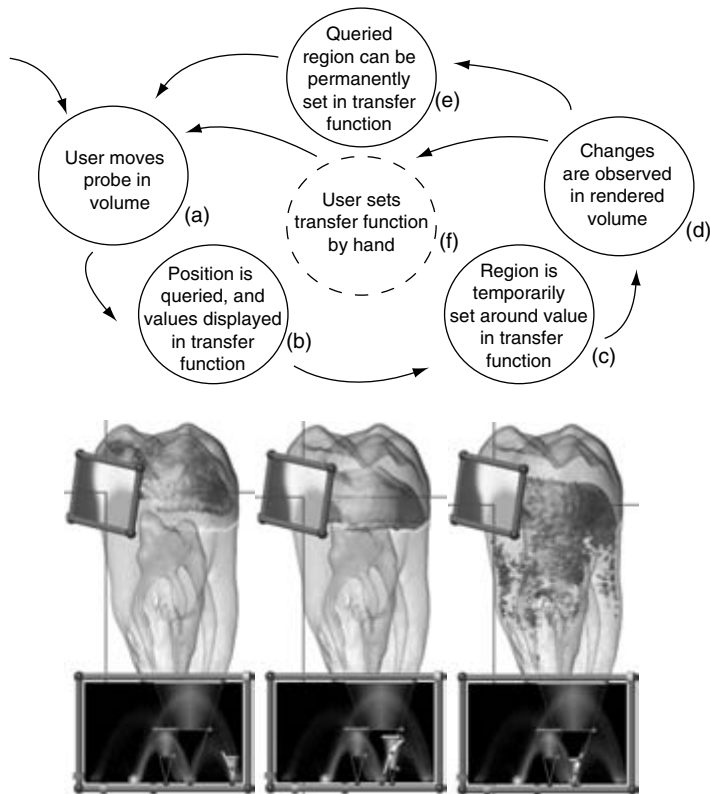 Queried
region can be
permanently
set in transfer
function
(e)
User moves
probe in
volume
(a)
User sets
transfer function
by hand
(f)
Changes
are observed
in rendered
volume
(d)
Position is
queried, and
values displayed
in transfer
function
(b)
Region is
temporarily
set around value
in transfer
function
(c)